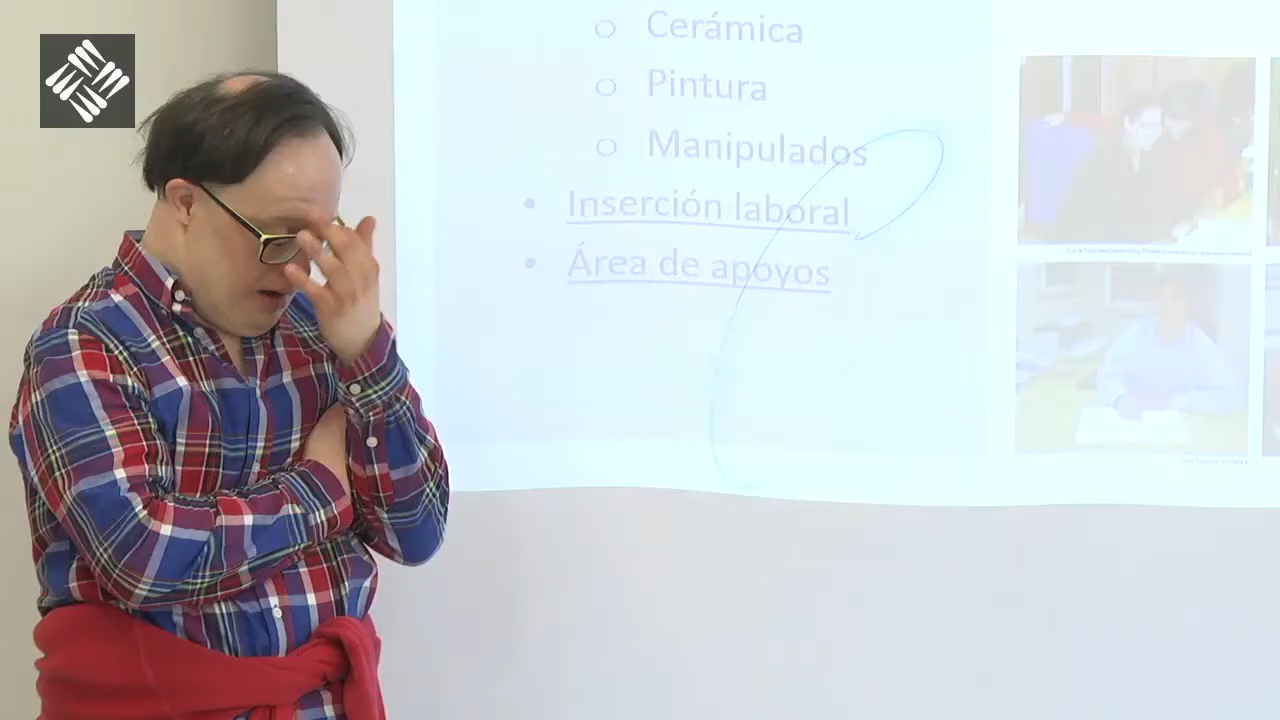 o Cerámica
o Pintura
o Manipulados
• Inserción laboral
• Área de apoyos